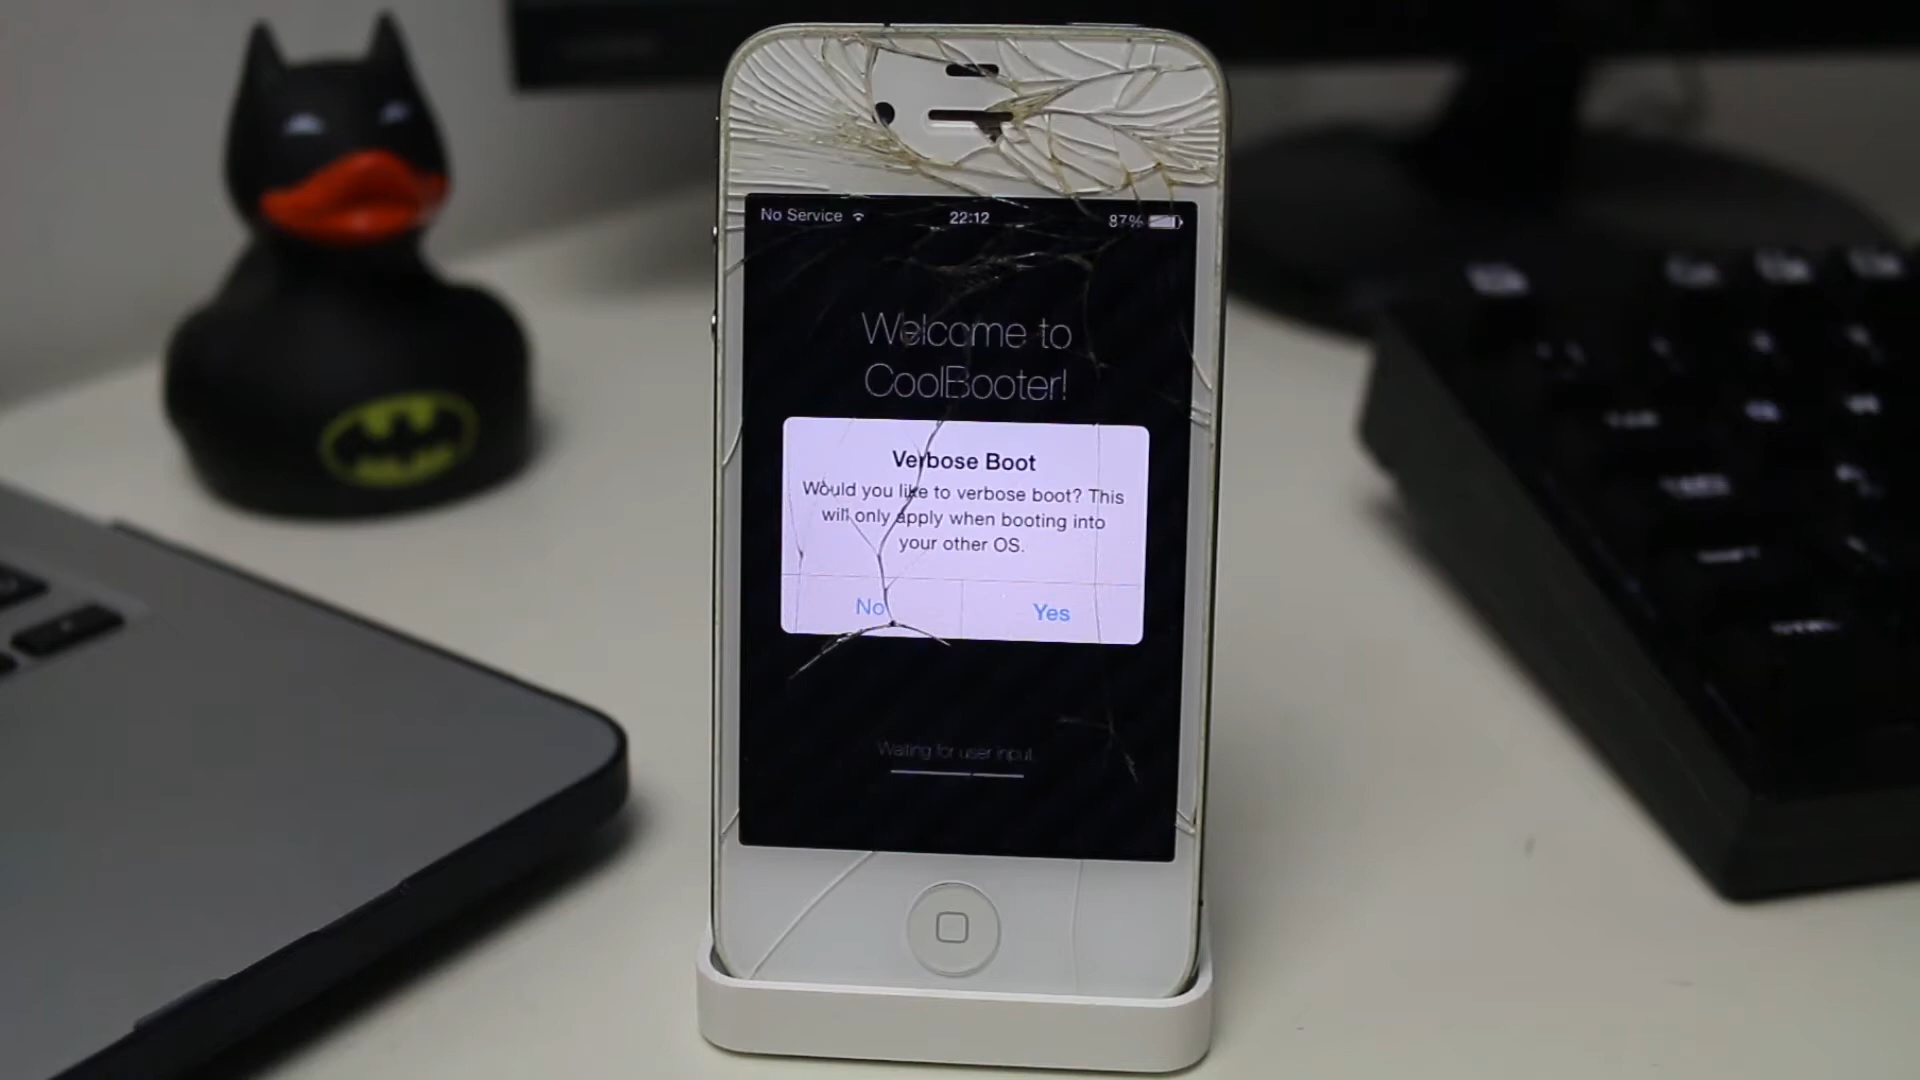 No Service 22:12 87%
Welcome to
CoolBooter!
Verbose Boot
Would you like to verbose boot? This
will only apply when booting into
your other OS.
No Yes
Waiting for user input